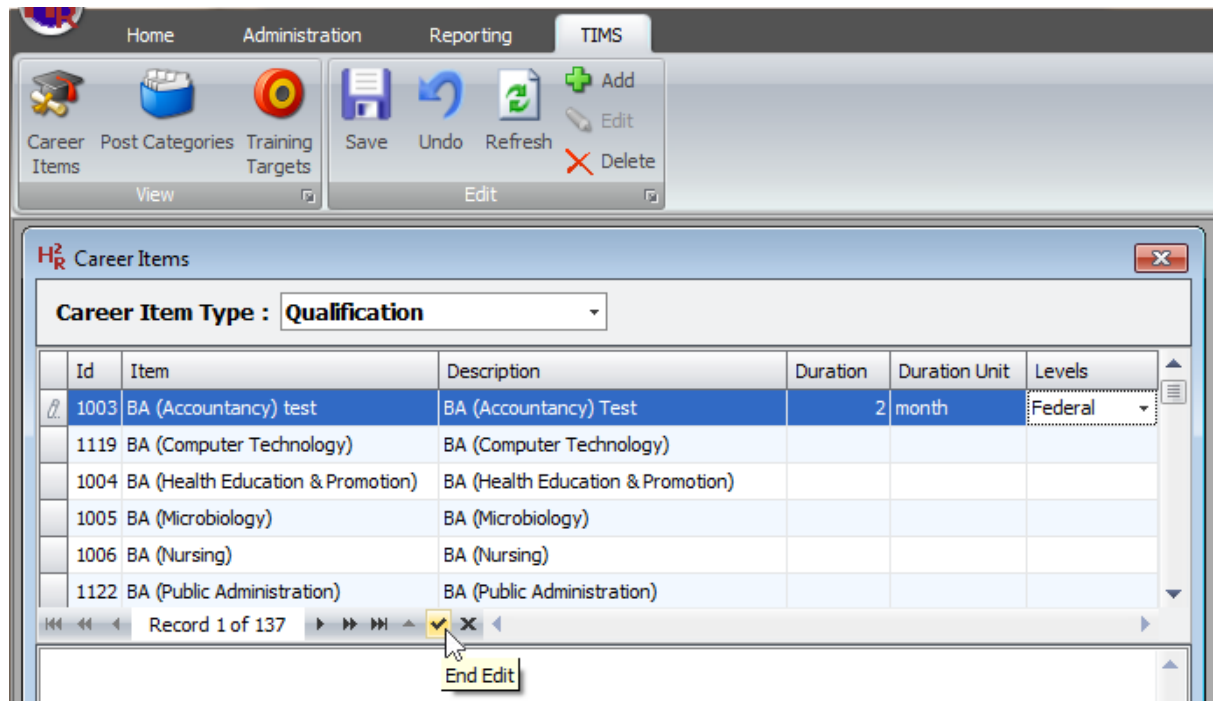 HR
Home Administration Reporting TIMS
Career Items Post Categories Training Targets Save Undo Refresh Add Edit Delete
View Edit
H2R Career Items
Career Item Type : Qualification
Id Item Description Duration Duration Unit Levels
1003 BA (Accountancy) test BA (Accountancy) Test 2 month Federal
1119 BA (Computer Technology) BA (Computer Technology)
1004 BA (Health Education & Promotion) BA (Health Education & Promotion)
1005 BA (Microbiology) BA (Microbiology)
1006 BA (Nursing) BA (Nursing)
1122 BA (Public Administration) BA (Public Administration)
Record 1 of 137
End Edit